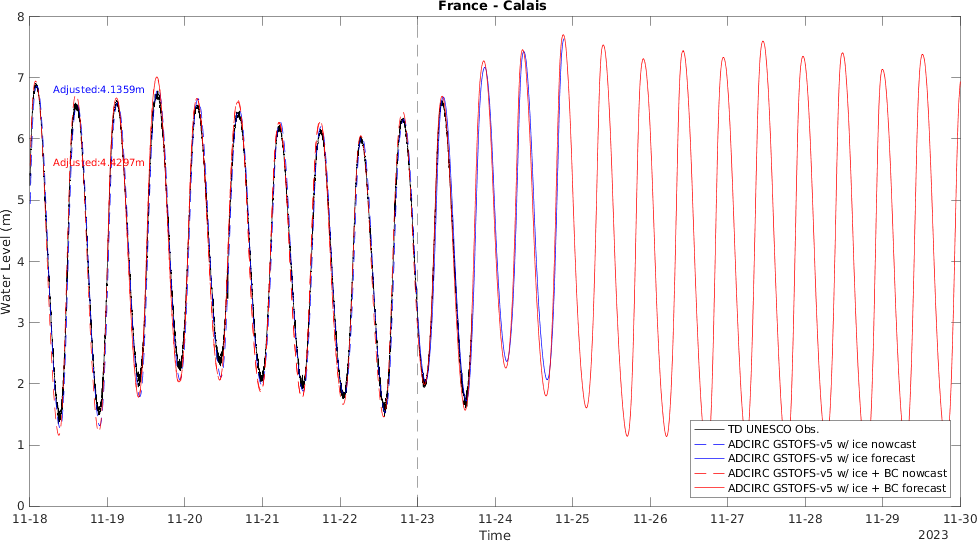 France - Calais
8
7
6
5
4
3
2
1
0
Water Level (m)
Adjusted:4.1359m
Adjusted:4.4297m
TD UNESCO Obs.
ADCIRC GSTOFS-v5 w/ ice nowcast
ADCIRC GSTOFS-v5 w/ ice forecast
ADCIRC GSTOFS-v5 w/ ice + BC nowcast
ADCIRC GSTOFS-v5 w/ ice + BC forecast
11-18 11-19 11-20 11-21 11-22 11-23 11-24 11-25 11-26 11-27 11-28 11-29 11-30
Time
2023